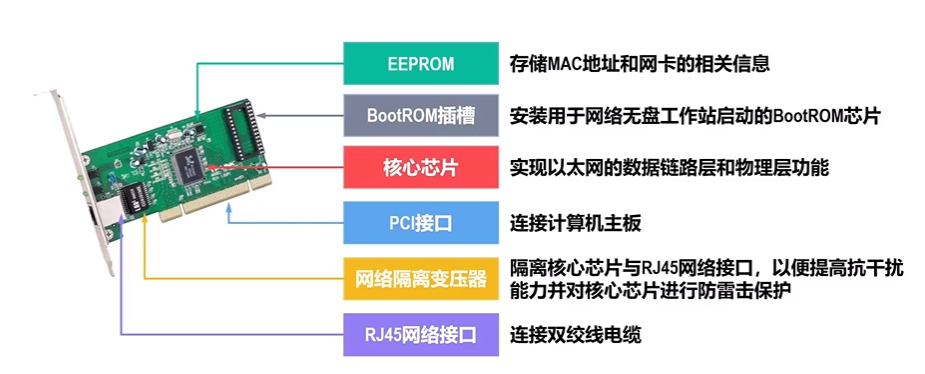 EEPROM 存储MAC地址和网卡的相关信息
BootROM插槽 安装用于网络无盘工作站启动的BootROM芯片
核心芯片 实现以太网的数据链路层和物理层功能
PCI接口 连接计算机主板
网络隔离变压器 隔离核心芯片与RJ45网络接口，以便提高抗干扰
能力并对核心芯片进行防雷击保护
RJ45网络接口 连接双绞线电缆